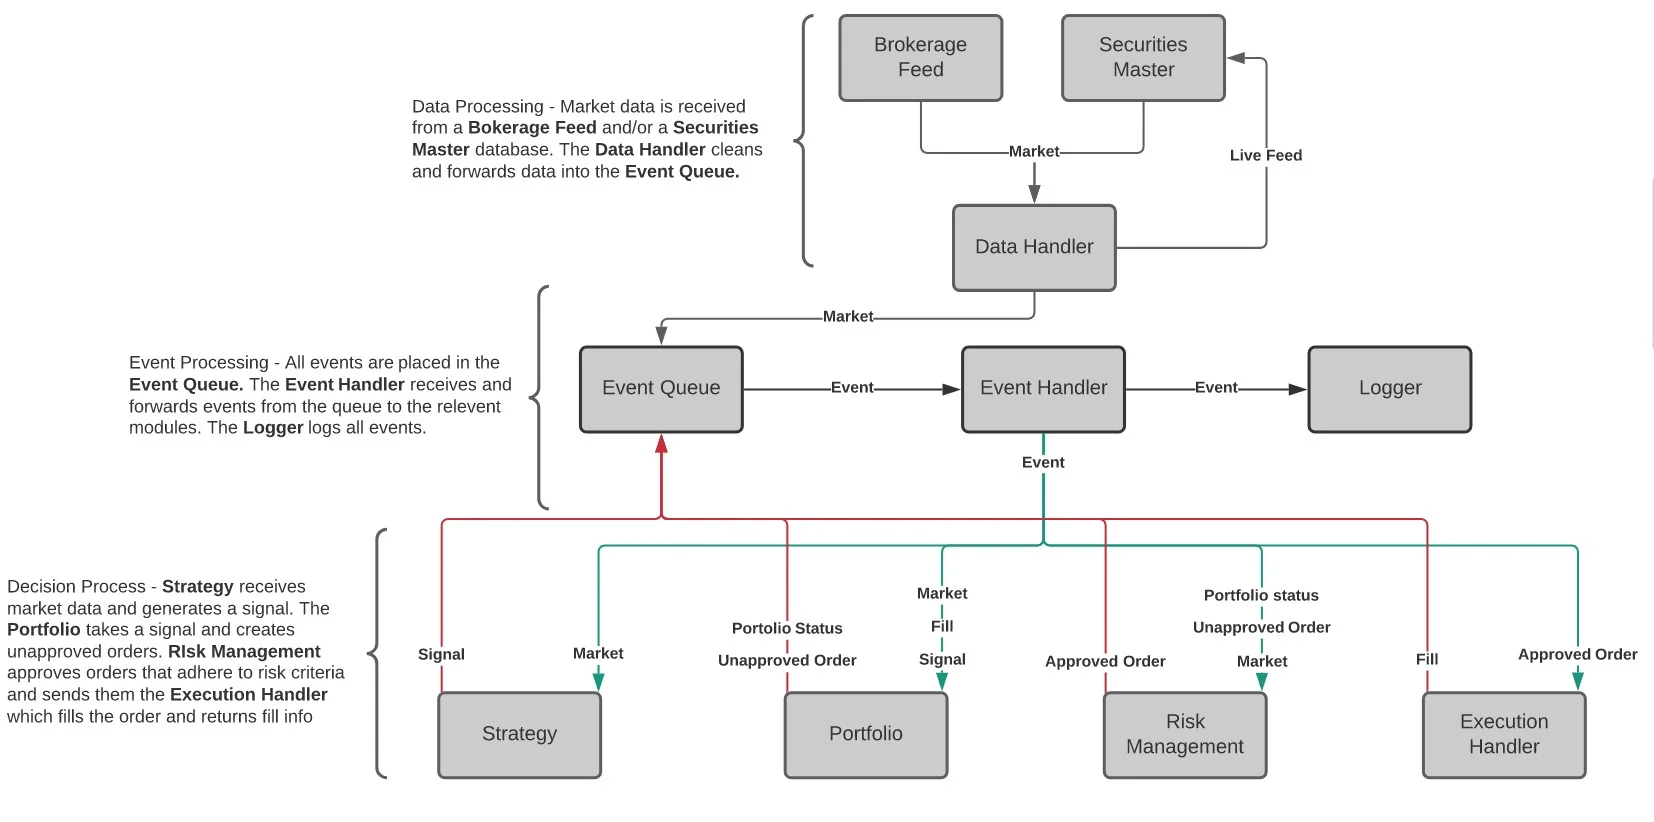 Brokerage
Feed
Securities
Master
Data Processing - Market data is received
from a Bokerage Feed and/or a Securities
Master database. The Data Handler cleans
and forwards data into the Event Queue.
Market
Live Feed
Data Handler
Market
Event Processing - All events are placed in the
Event Queue. The Event Handler receives and
forwards events from the queue to the relevent
modules. The Logger logs all events.
Event Queue
Event
Event Handler
Event
Logger
Event
Decision Process - Strategy receives
market data and generates a signal. The
Portfolio takes a signal and creates
unapproved orders. RIsk Management
approves orders that adhere to risk criteria
and sends them the Execution Handler
which fills the order and returns fill info
Signal
Market
Portolio Status
Unapproved Order
Market
Fill
Signal
Approved Order
Portfolio status
Unapproved Order
Market
Fill
Approved Order
Strategy
Portfolio
Risk
Management
Execution
Handler